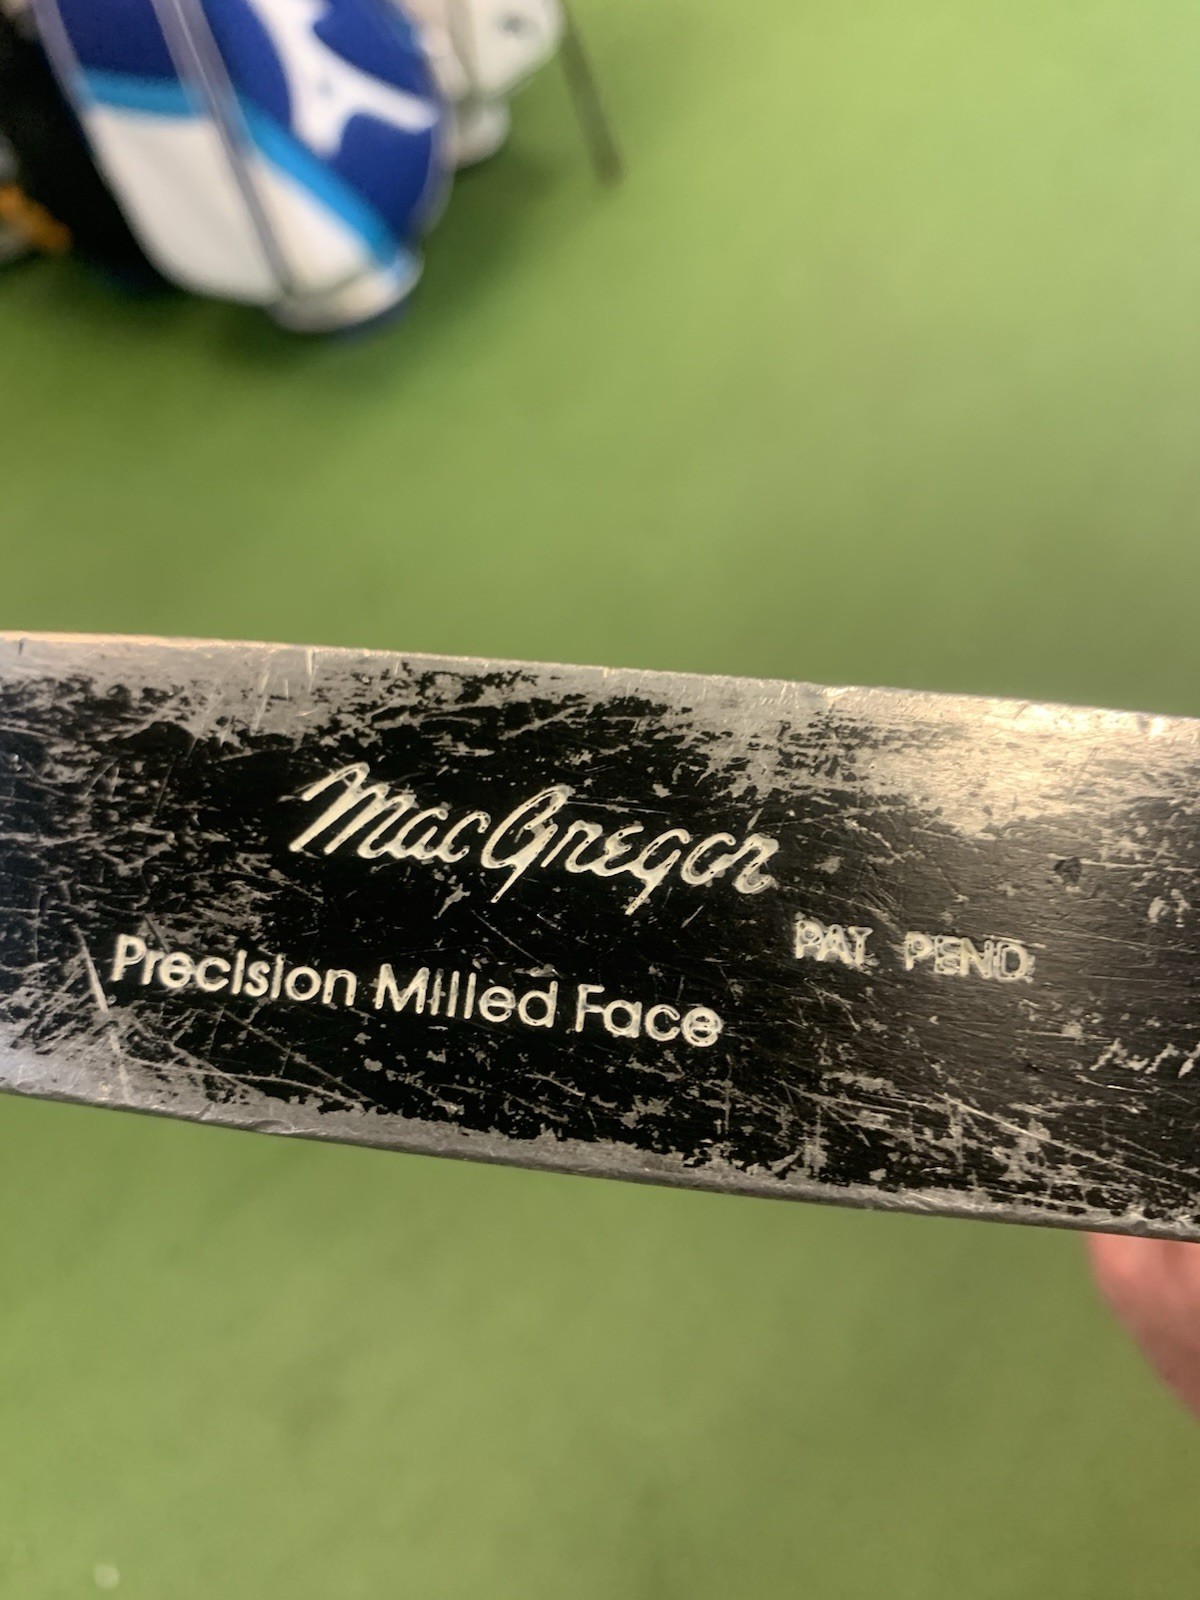 MacGregor
PAT. PEND.
Precision Milled Face